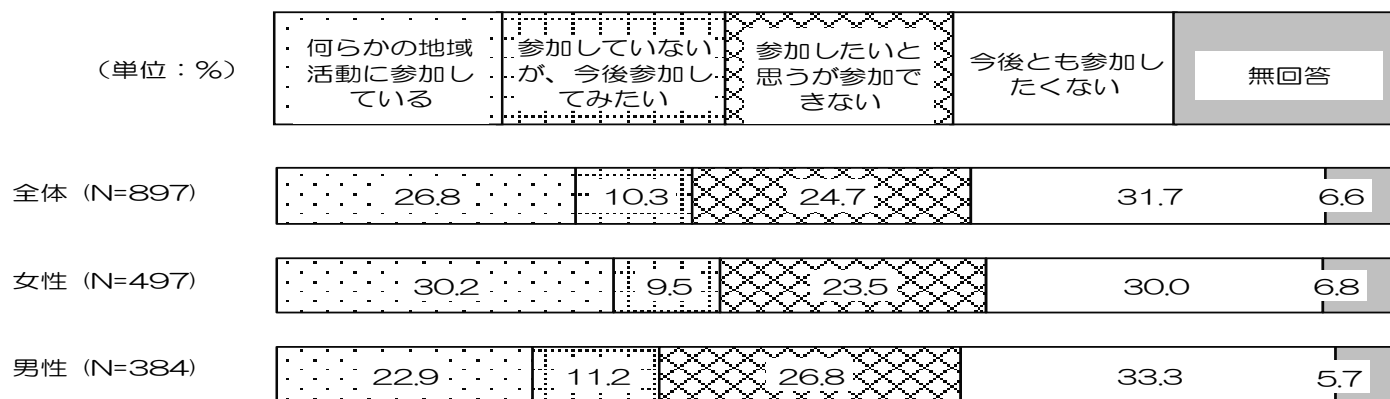 （単位：％）
何らかの地域
活動に参加し
ている
参加していない
が、今後参加し
てみたい
参加したいと
思うが参加で
きない
今後とも参加し
たくない
無回答
全体 (N=897)
26.8
10.3
24.7
31.7
6.6
女性 (N=497)
30.2
9.5
23.5
30.0
6.8
男性 (N=384)
22.9
11.2
26.8
33.3
5.7